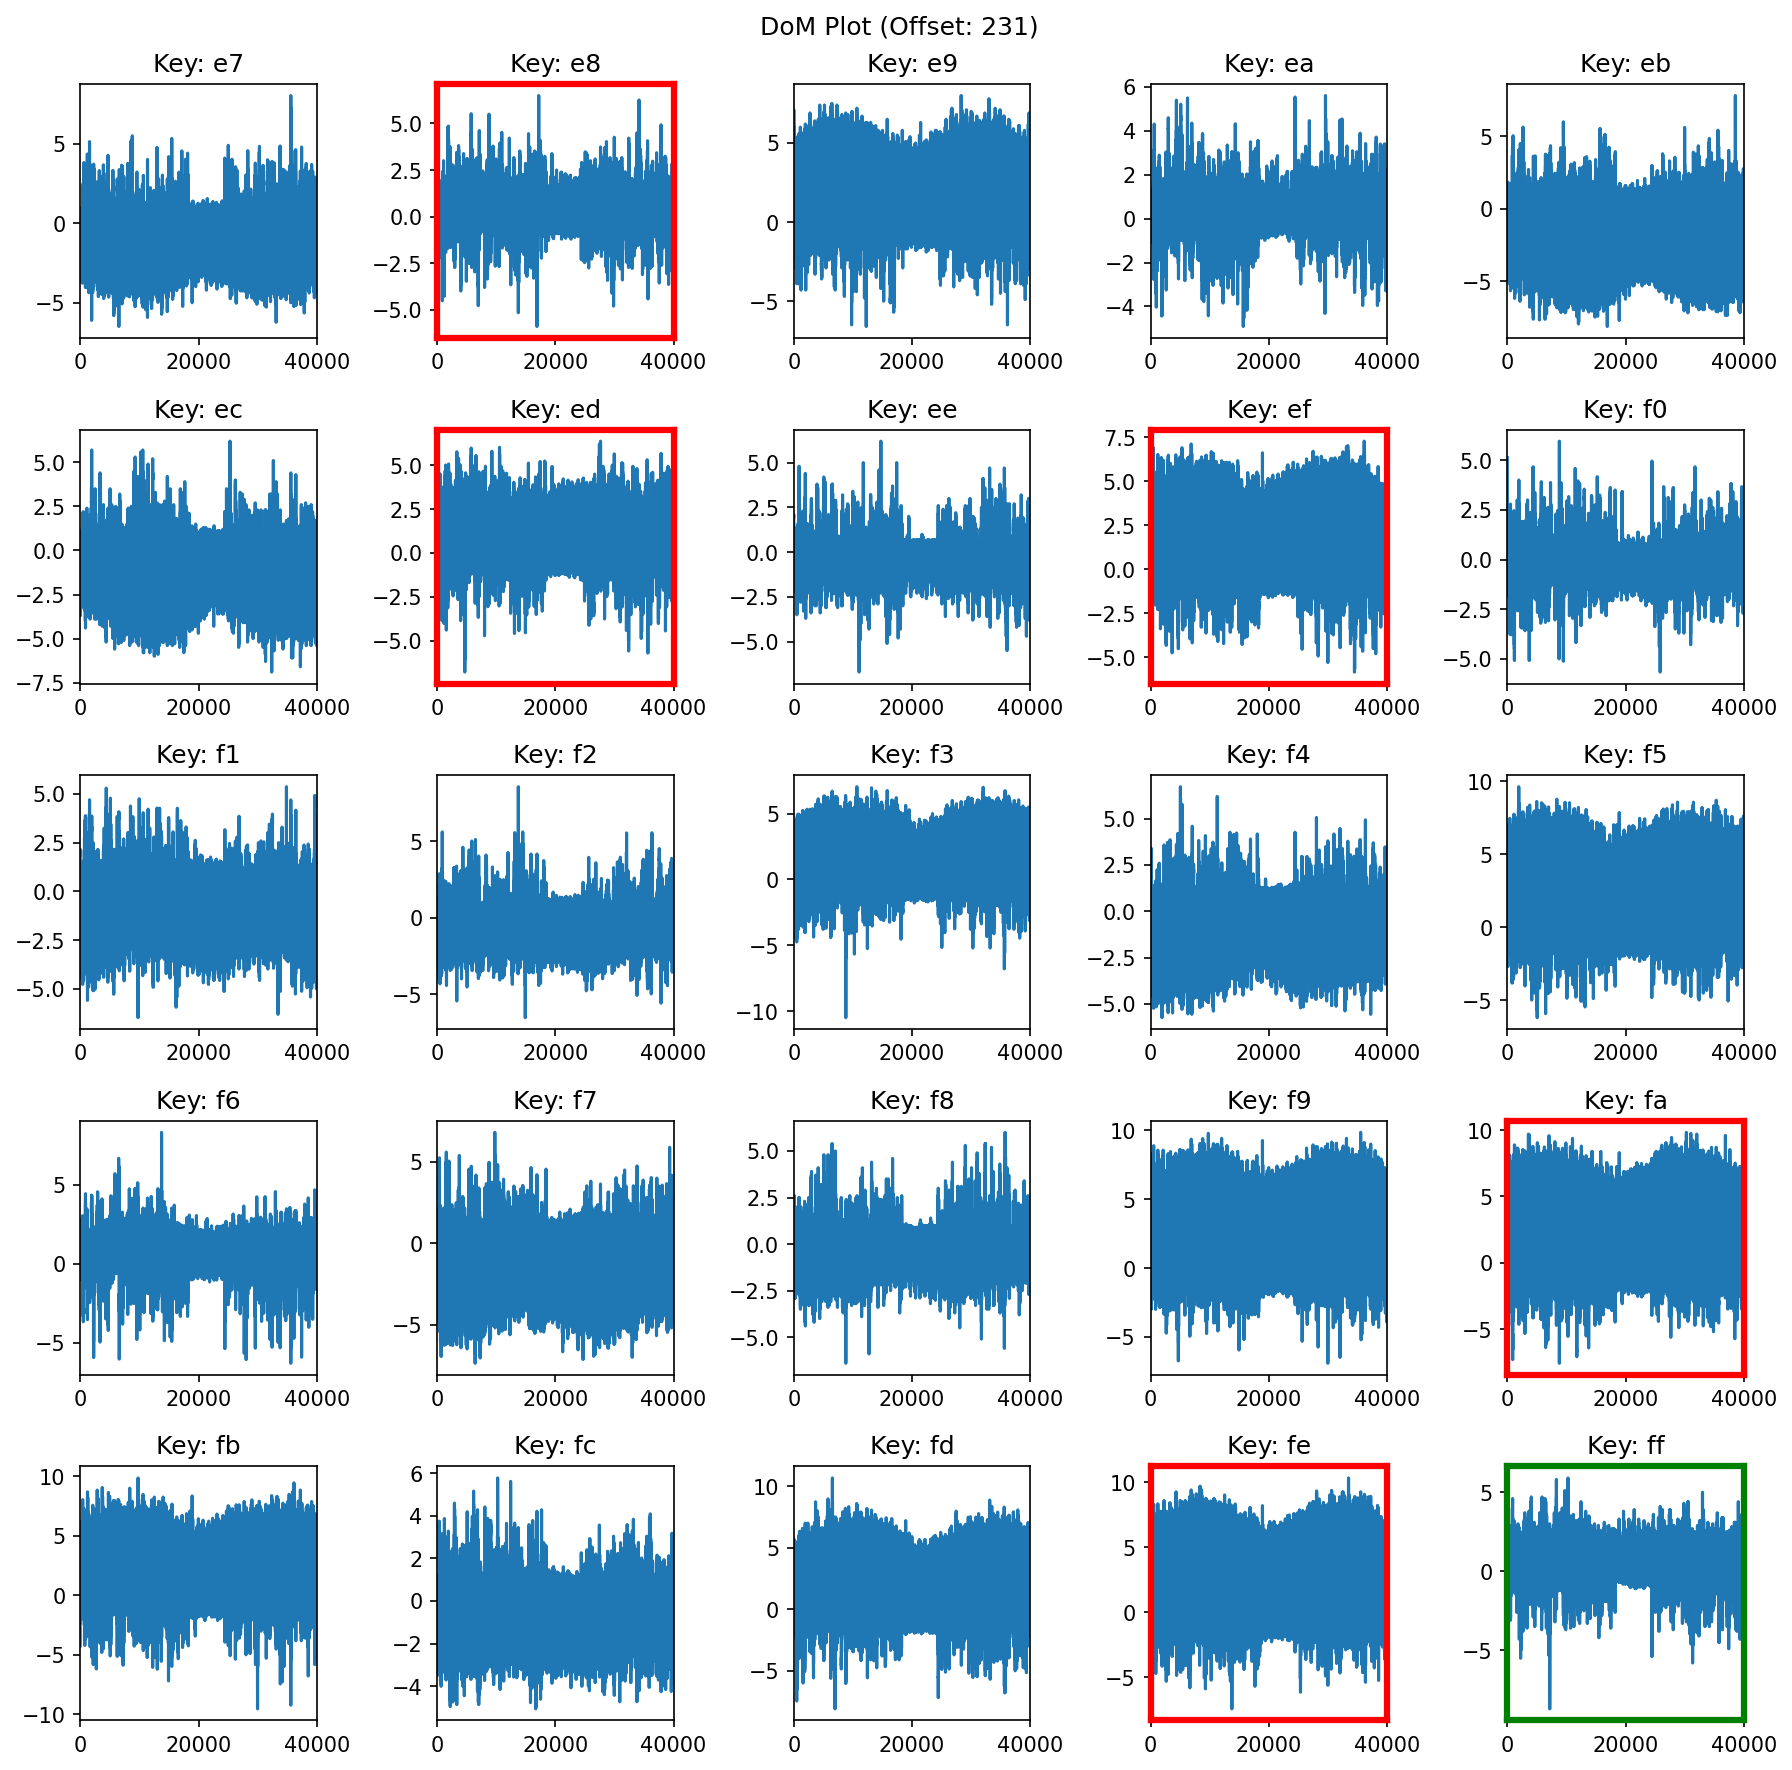 DoM Plot (Offset: 231)
Key: e7 Key: e8 Key: e9 Key: ea Key: eb
5 0 −5
5.0 2.5 0.0 −2.5 −5.0
5 0 −5
6 4 2 0 −2 −4
5 0 −5
0 20000 40000 0 20000 40000 0 20000 40000 0 20000 40000 0 20000 40000
Key: ec Key: ed Key: ee Key: ef Key: f0
5.0 2.5 0.0 −2.5 −5.0 −7.5
5.0 2.5 0.0 −2.5 −5.0
5.0 2.5 0.0 −2.5 −5.0
7.5 5.0 2.5 0.0 −2.5 −5.0
5.0 2.5 0.0 −2.5 −5.0
0 20000 40000 0 20000 40000 0 20000 40000 0 20000 40000 0 20000 40000
Key: f1 Key: f2 Key: f3 Key: f4 Key: f5
5.0 2.5 0.0 −2.5 −5.0
5 0 −5
5 0 −5 −10
5.0 2.5 0.0 −2.5 −5.0
10 5 0 −5
0 20000 40000 0 20000 40000 0 20000 40000 0 20000 40000 0 20000 40000
Key: f6 Key: f7 Key: f8 Key: f9 Key: fa
5 0 −5
5 0 −5
5.0 2.5 0.0 −2.5 −5.0
10 5 0 −5
10 5 0 −5
0 20000 40000 0 20000 40000 0 20000 40000 0 20000 40000 0 20000 40000
Key: fb Key: fc Key: fd Key: fe Key: ff
10 5 0 −5 −10
6 4 2 0 −2 −4
10 5 0 −5
10 5 0 −5
5 0 −5
0 20000 40000 0 20000 40000 0 20000 40000 0 20000 40000 0 20000 40000